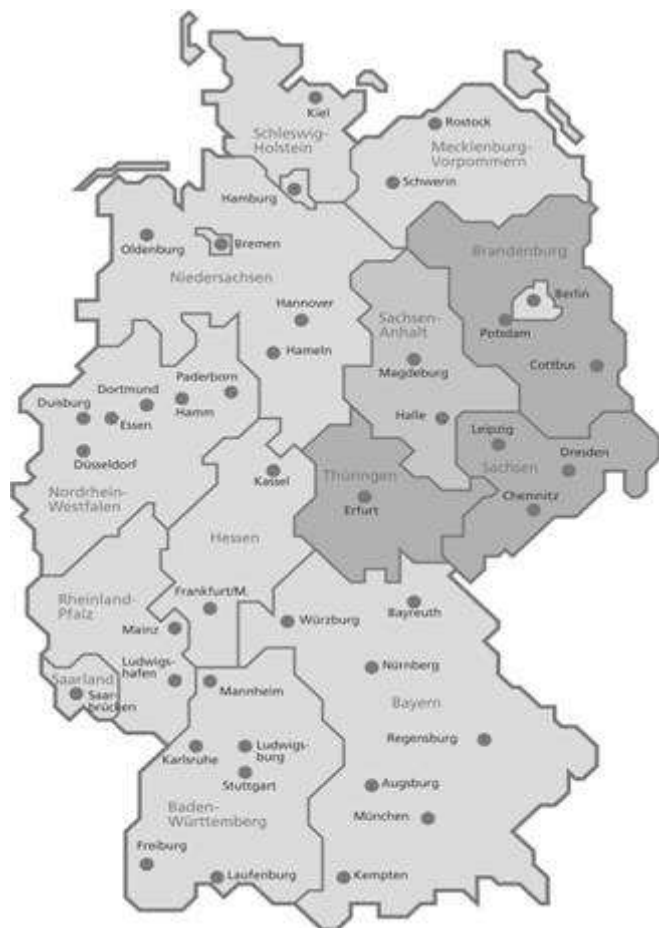 Kiel
Schleswig-
Holstein
Rostock
Mecklenburg-
Vorpommern
Schwerin
Hamburg
Oldenburg
Bremen
Niedersachsen
Brandenburg
Berlin
Potsdam
Cottbus
Hannover
Hameln
Sachsen-
Anhalt
Magdeburg
Halle
Paderborn
Dortmund
Duisburg
Hamm
Essen
Düsseldorf
Nordrhein-
Westfalen
Kassel
Hessen
Thüringen
Erfurt
Leipzig
Dresden
Sachsen
Chemnitz
Frankfurt/M.
Rheinland-
Pfalz
Mainz
Ludwigs-
hafen
Saarland
Saar-
brücken
Würzburg
Bayreuth
Nürnberg
Mannheim
Bayern
Regensburg
Karlsruhe
Ludwigs-
burg
Stuttgart
Augsburg
München
Baden-
Württemberg
Freiburg
Laufenburg
Kempten